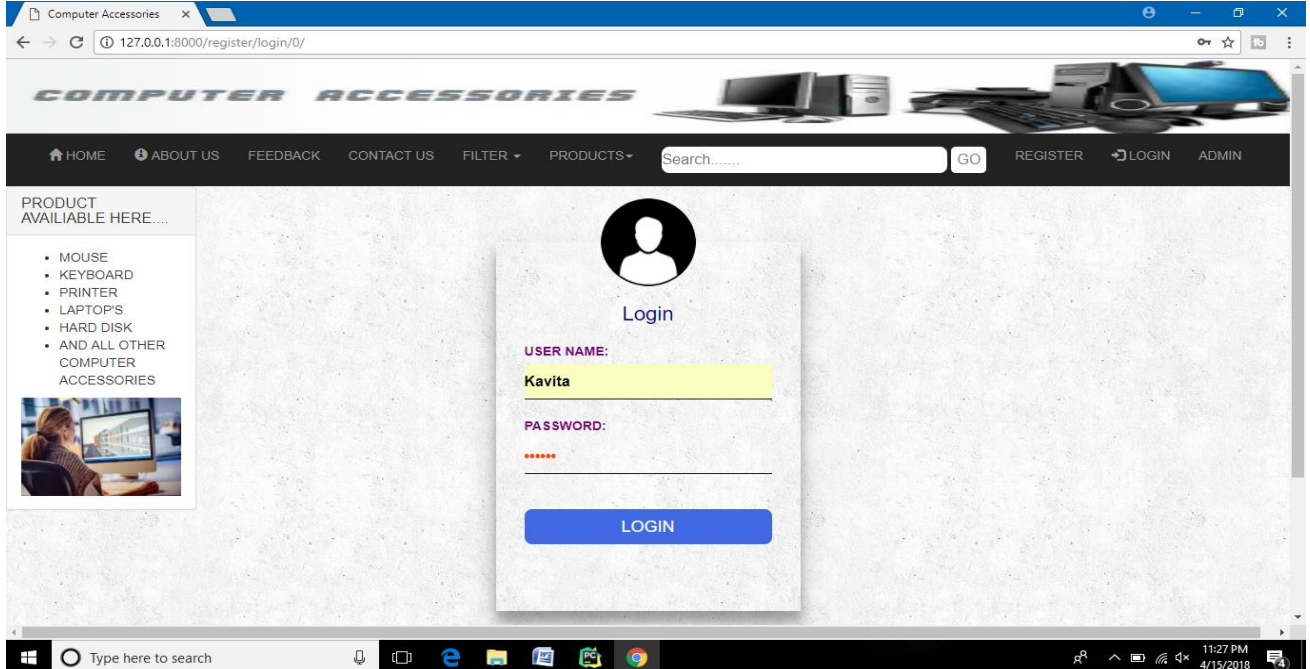 Computer Accessories
127.0.0.1:8000/register/login/0/
COMPUTER ACCESSORIES
HOME ABOUT US FEEDBACK CONTACT US FILTER PRODUCTS Search....... GO REGISTER LOGIN ADMIN
PRODUCT
AVAILIABLE HERE....
• MOUSE
• KEYBOARD
• PRINTER
• LAPTOP'S
• HARD DISK
• AND ALL OTHER
COMPUTER
ACCESSORIES
Login
USER NAME:
Kavita
PASSWORD:
••••••
LOGIN
Type here to search
11:27 PM
4/15/2018